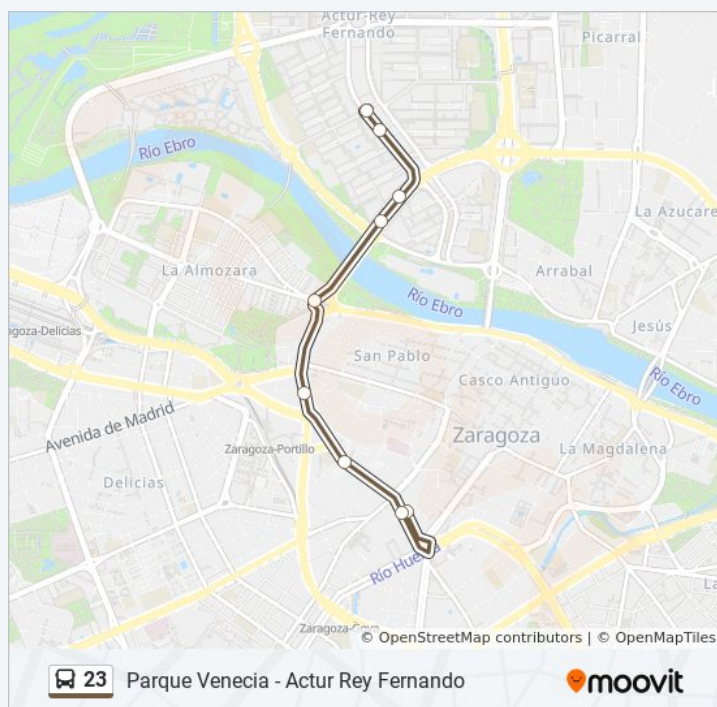 Actur-Rey
Fernando
Picarral
Río Ebro
La Azucare
La Almozara
Arrabal
Río Ebro
Jesús
agoza-Delicias
San Pablo
Río Ebro
Casco Antiguo
Avenida de Madrid
Zaragoza
La Magdalena
Zaragoza-Portillo
Delicias
Río Huerva
La
Zaragoza-Goya
© OpenStreetMap contributors | © OpenMapTiles
23 Parque Venecia - Actur Rey Fernando
moovit